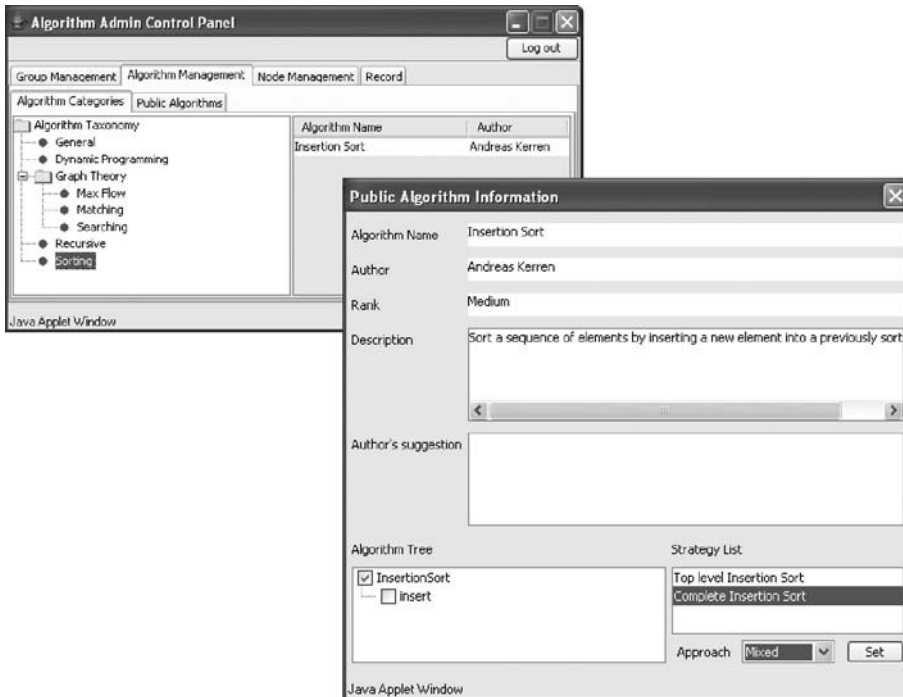 Algorithm Admin Control Panel
Log out
Group Management Algorithm Management Node Management Record
Algorithm Categories Public Algorithms
Algorithm Taxonomy
General
Dynamic Programming
Graph Theory
Max Flow
Matching
Searching
Recursive
Sorting
Algorithm Name Author
Insertion Sort Andreas Kerren
Java Applet Window
Public Algorithm Information
Algorithm Name Insertion Sort
Author Andreas Kerren
Rank Medium
Description Sort a sequence of elements by inserting a new element into a previously sort
Author's suggestion
Algorithm Tree
InsertionSort
insert
Strategy List
Top level Insertion Sort
Complete Insertion Sort
Approach Mixed Set
Java Applet Window